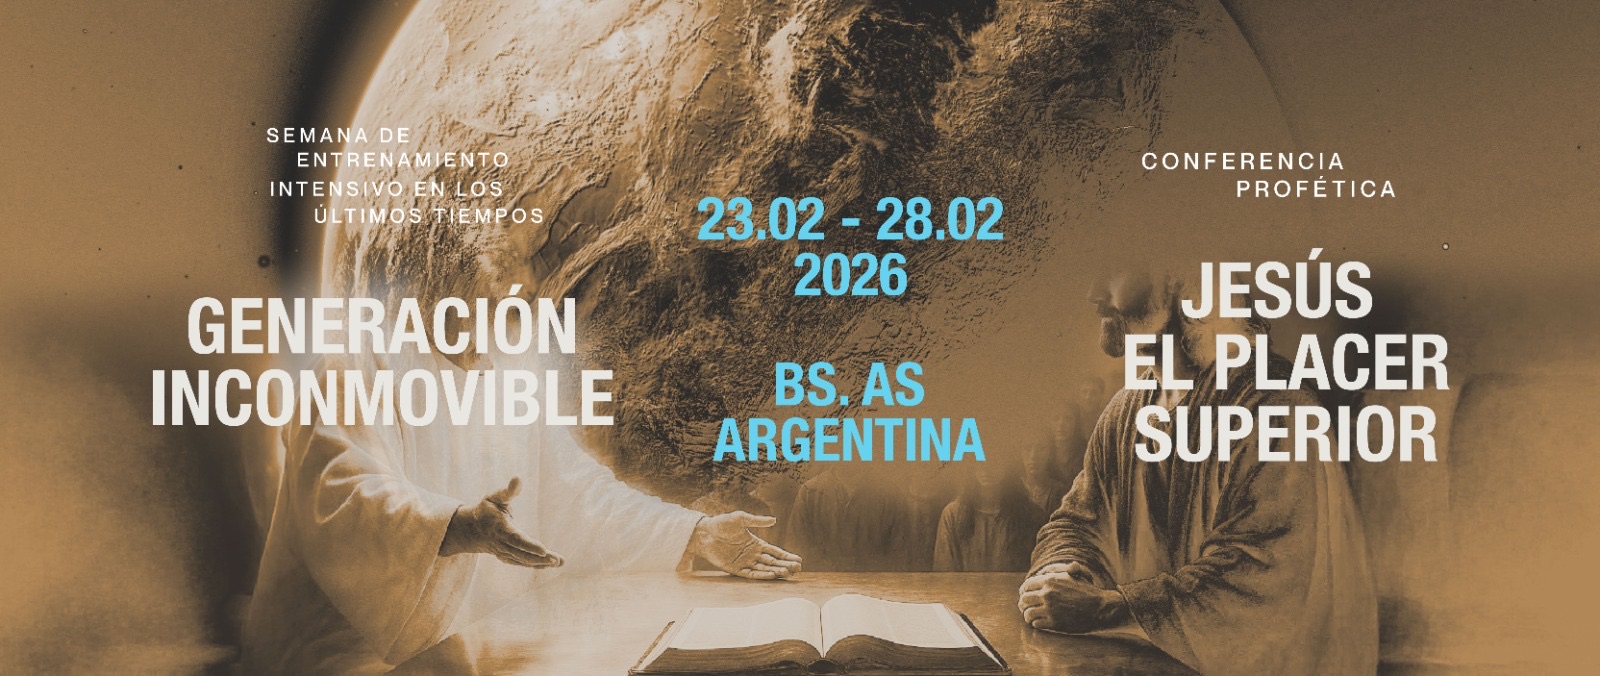 SEMANA DE
ENTRENAMIENTO
INTENSIVO EN LOS
ÚLTIMOS TIEMPOS
GENERACIÓN
INCONMOVIBLE
23.02 - 28.02
2026
BS. AS
ARGENTINA
CONFERENCIA
PROFÉTICA
JESÚS
EL PLACER
SUPERIOR